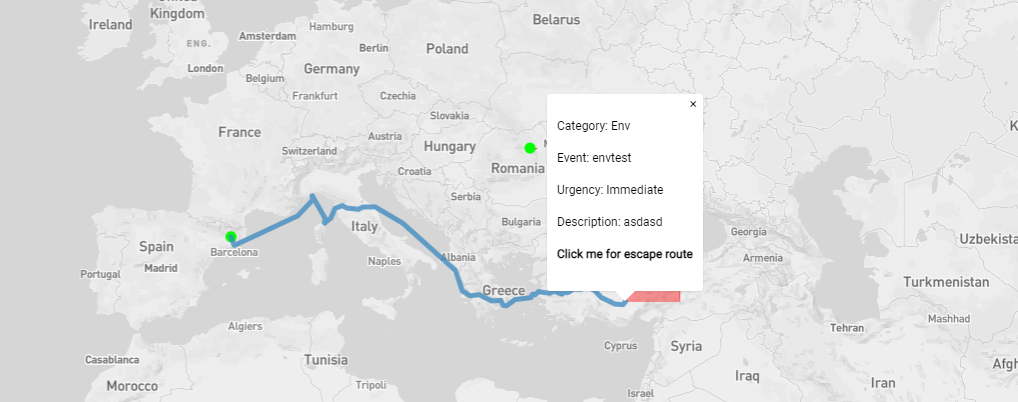 United
Kingdom
Ireland
Hamburg
Belarus
Amsterdam
ENG.
Berlin
Poland
London
Germany
Belgium
Frankfurt
Czechia
×
Slovakia
Category: Env
France
Austria
Switzerland
Hungary
M
Event: envtest
Romania
Croatia
Urgency: Immediate
Serbia
Bulgaria
Description: asdasd
Italy
Georgia
Uzbekista
Spain
Barcelona
Albania
Click me for escape route
Armenia
Naples
Madrid
Portugal
Greece
Turkmenistan
Mashhad
Algiers
Tehran
Cyprus
Syria
Casablanca
Tunisia
Afgh
Iraq
Iran
Morocco
Tripoli
Israel
K